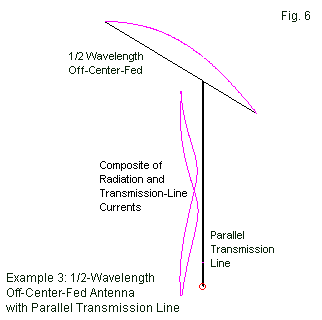 Fig. 6
1/2 Wavelength
Off-Center-Fed
Composite of
Radiation and
Transmission-Line
Currents
Parallel
Transmission
Line
Example 3: 1/2-Wavelength
Off-Center-Fed Antenna
with Parallel Transmission Line